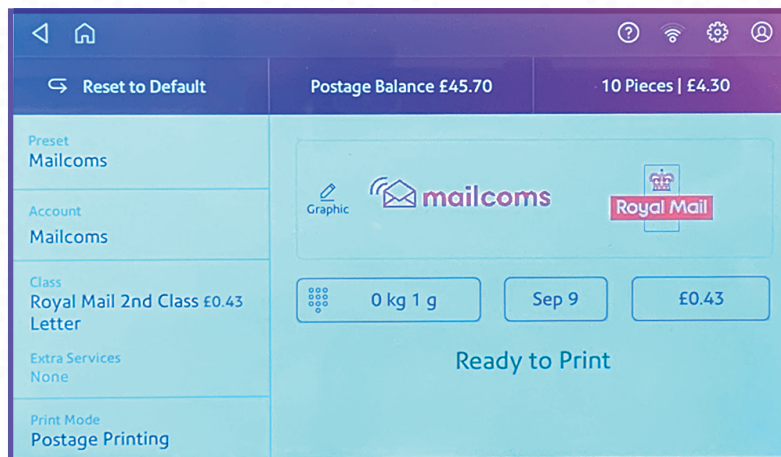 Reset to Default
Postage Balance £45.70
10 Pieces | £4.30
Preset
Mailcoms
Account
Mailcoms
Class
Royal Mail 2nd Class £0.43
Letter
Extra Services
None
Print Mode
Postage Printing
Graphic
mailcoms
Royal Mail
0 kg 1 g
Sep 9
£0.43
Ready to Print